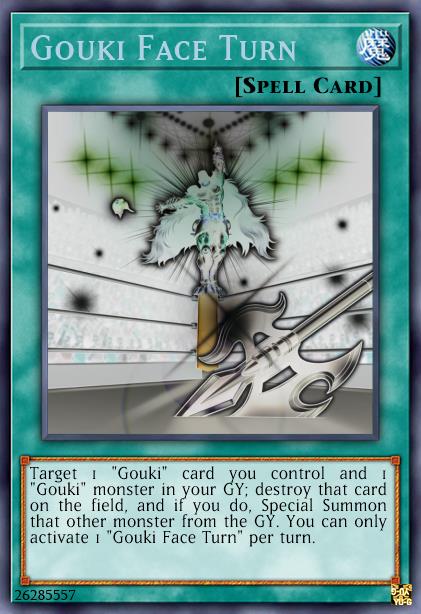 Gouki Face Turn
魔
[Spell Card]
Target 1 "Gouki" card you control and 1
"Gouki" monster in your GY; destroy that card
on the field, and if you do, Special Summon
that other monster from the GY. You can only
activate 1 "Gouki Face Turn" per turn.
26285557